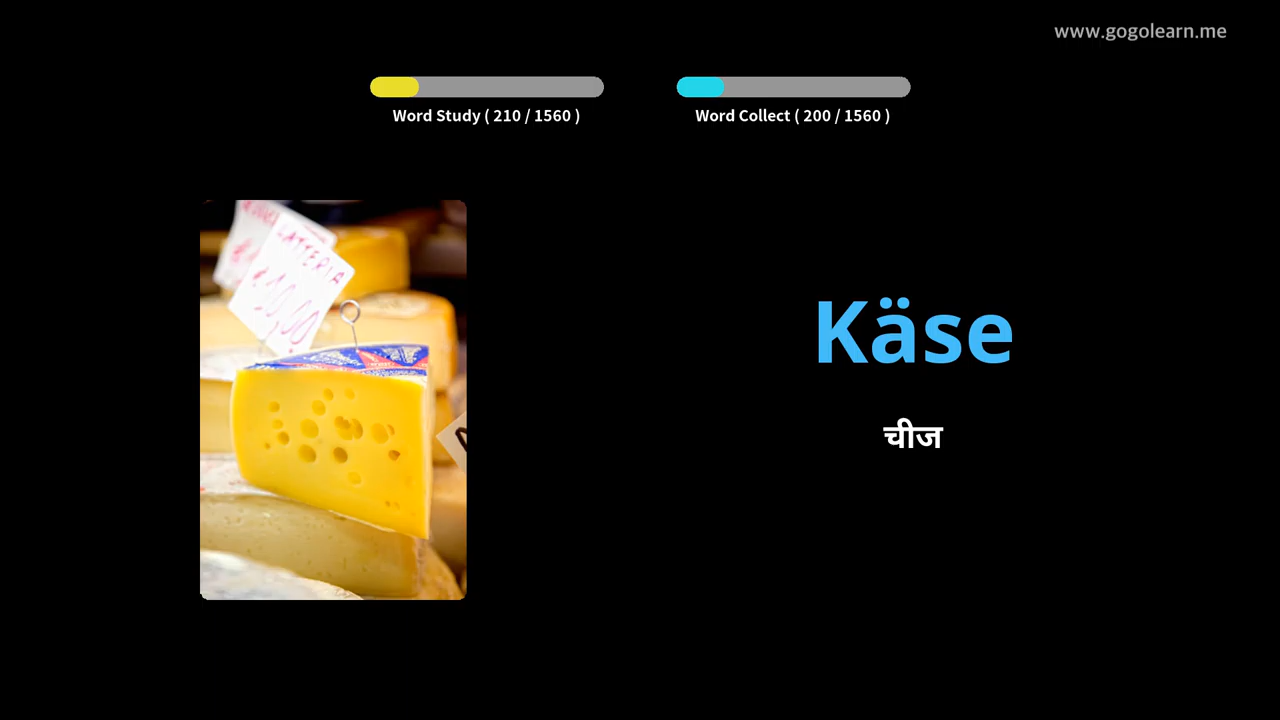 www.gogolearn.me
Word Study ( 210 / 1560 )
Word Collect ( 200 / 1560 )
LATTERIA
Käse
चीज